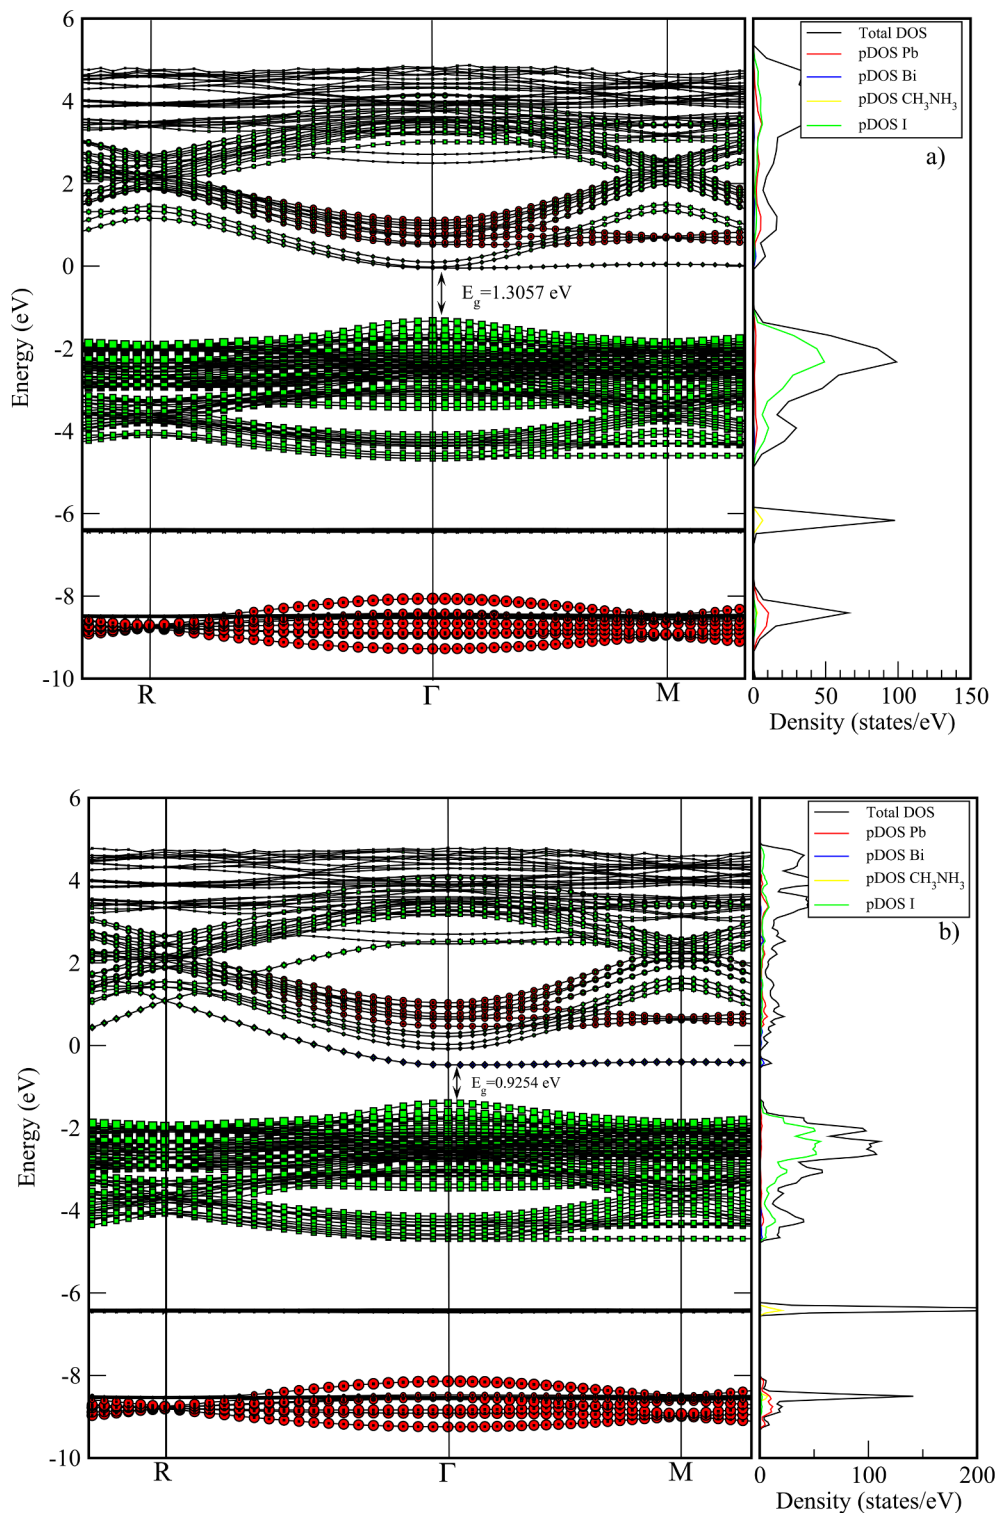 6
4
2
0
-2
-4
-6
-8
-10
Energy (eV)
E_g=1.3057 eV
R
Γ
M
Total DOS
pDOS Pb
pDOS Bi
pDOS CH₃NH₃
pDOS I
a)
0
50
100
150
Density (states/eV)
6
4
2
0
-2
-4
-6
-8
-10
Energy (eV)
E_g=0.9254 eV
R
Γ
M
Total DOS
pDOS Pb
pDOS Bi
pDOS CH₃NH₃
pDOS I
b)
0
100
200
Density (states/eV)